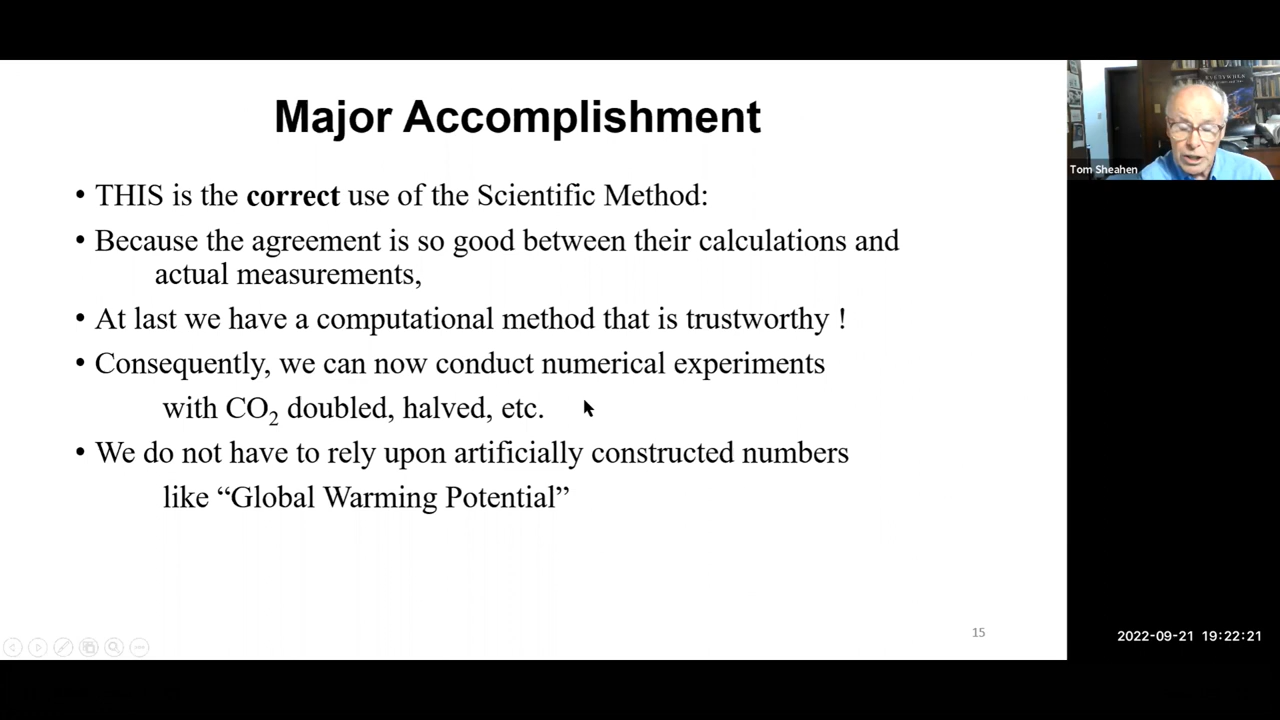 Major Accomplishment
• THIS is the correct use of the Scientific Method:
• Because the agreement is so good between their calculations and
actual measurements,
• At last we have a computational method that is trustworthy !
• Consequently, we can now conduct numerical experiments
with CO₂ doubled, halved, etc.
• We do not have to rely upon artificially constructed numbers
like “Global Warming Potential”
15
Tom Sheahen
2022-09-21 19:22:21